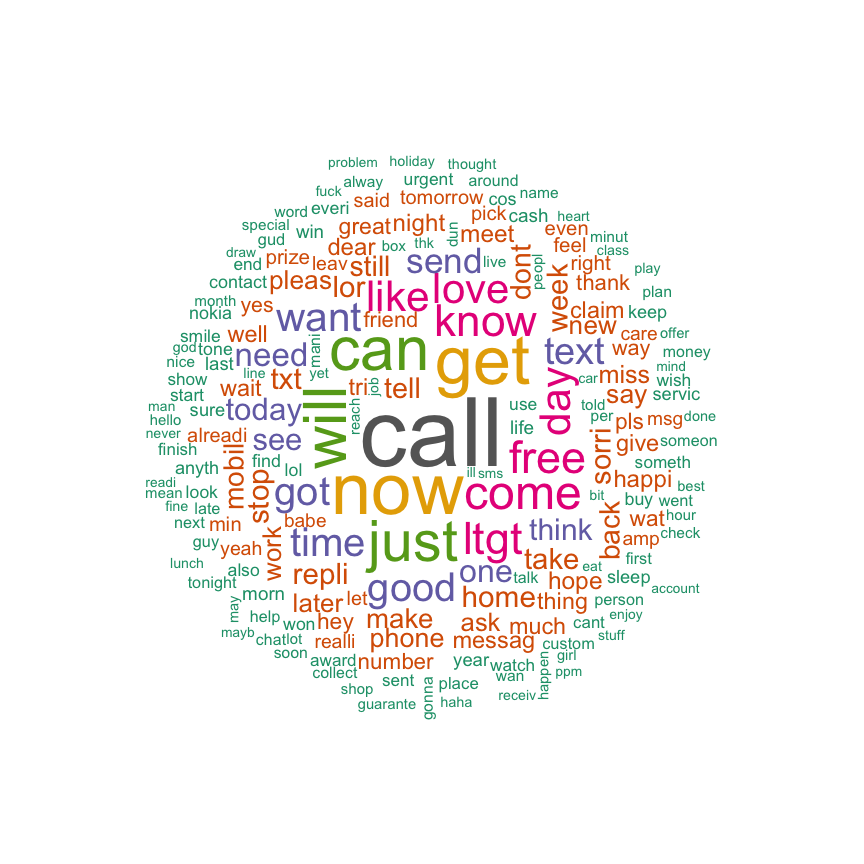 problem
holiday
thought
fuck
alway
urgent
around
word
everi
said
tomorrow
cos
name
special
win
great
night
pick
cash
heart
gud
dear
box
thk
dun
meet
even
minut
draw
end
prize
leav
still
send
live
dont
peopl
feel
class
contact
pleas
lor
like
love
week
right
thank
play
month
nokia
yes
want
friend
know
new
claim
keep
plan
smile
well
can
get
text
way
care
offer
god
tone
need
mani
miss
mind
money
nice
last
line
yet
txt
tri
job
tell
day
car
say
wish
servic
show
start
wait
will
reach
call
use
told
per
pls
msg
done
man
sure
today
life
hello
never
alreadi
see
free
sorri
give
someon
finish
find
lol
ill
sms
happi
someth
anyth
mobil
stop
got
now
come
bit
back
buy
went
best
readi
mean
look
fine
late
next
min
babe
just
ltgt
think
wat
hour
amp
check
guy
yeah
work
time
take
first
lunch
also
repli
good
one
talk
eat
hope
sleep
tonight
account
may
morn
later
let
home
thing
person
enjoy
help
won
hey
make
ask
much
cant
mayb
chat
lot
realli
phone
messag
custom
stuff
soon
award
number
year
watch
girl
collect
sent
place
wan
happen
ppm
shop
guarante
gonna
haha
receiv